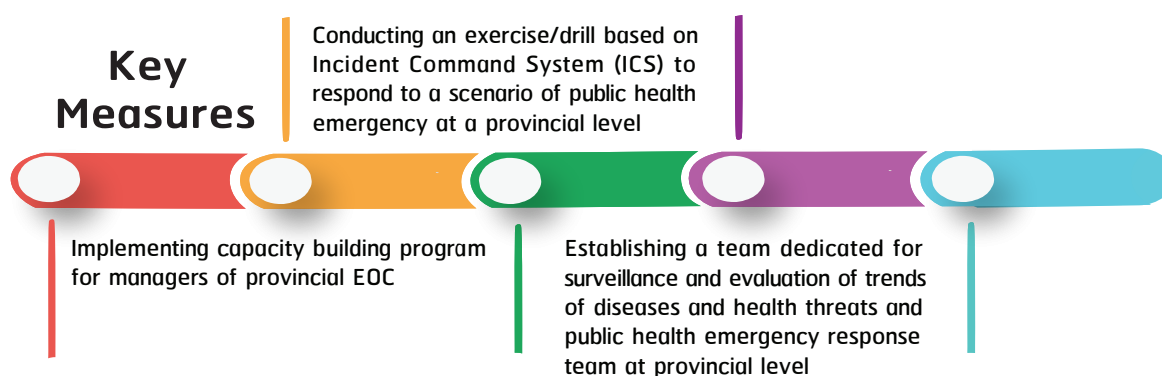 Key
Measures
Conducting an exercise/drill based on
Incident Command System (ICS) to
respond to a scenario of public health
emergency at a provincial level
Implementing capacity building program
for managers of provincial EOC
Establishing a team dedicated for
surveillance and evaluation of trends
of diseases and health threats and
public health emergency response
team at provincial level